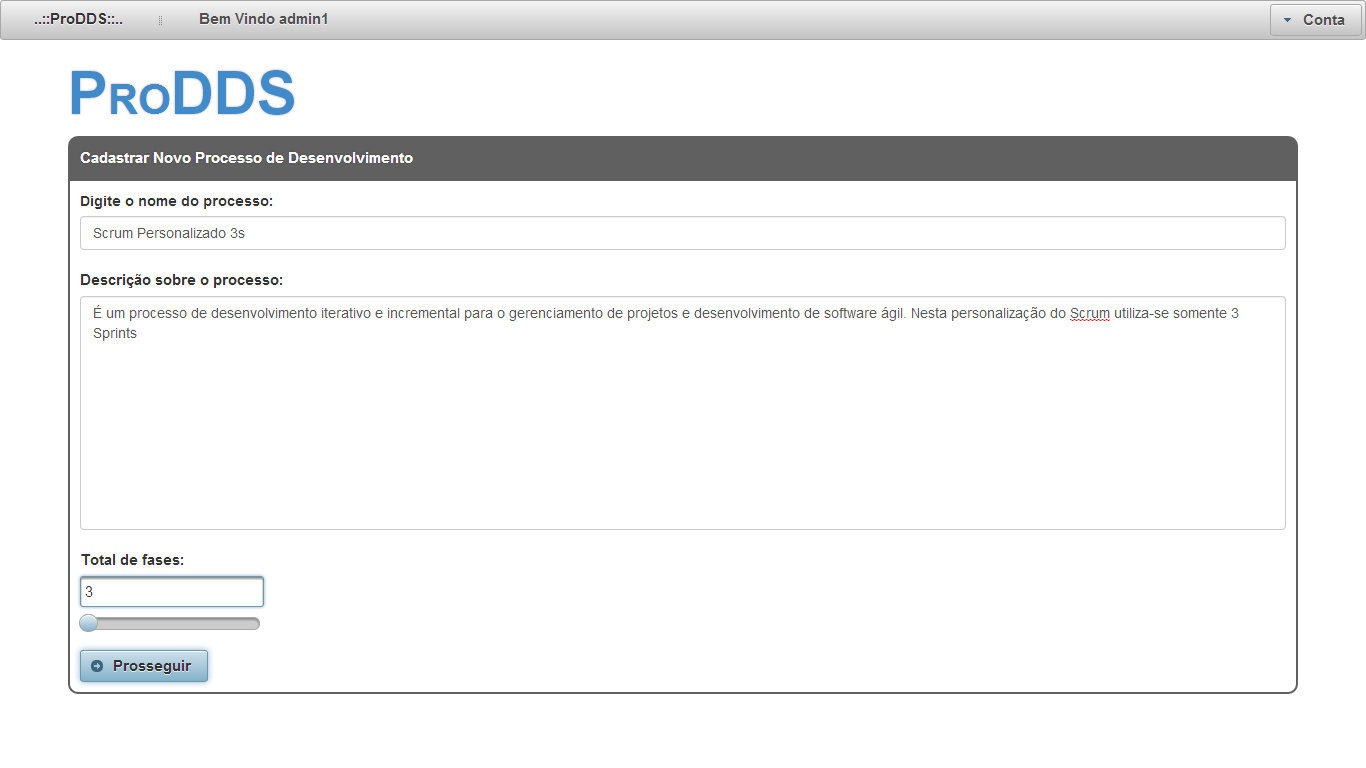 ..::ProDDS::..
Bem Vindo admin1
Conta
ProDDS
Cadastrar Novo Processo de Desenvolvimento
Digite o nome do processo:
Scrum Personalizado 3s
Descrição sobre o processo:
É um processo de desenvolvimento iterativo e incremental para o gerenciamento de projetos e desenvolvimento de software ágil. Nesta personalização do Scrum utiliza-se somente 3
Sprints
Total de fases:
3
Prosseguir